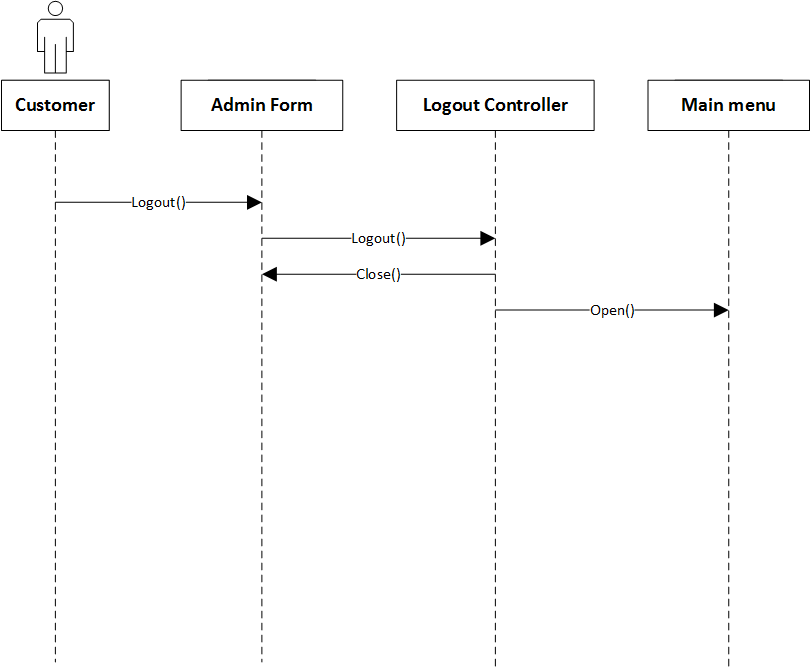 Customer
Admin Form
Logout Controller
Main menu
Logout()
Logout()
Close()
Open()